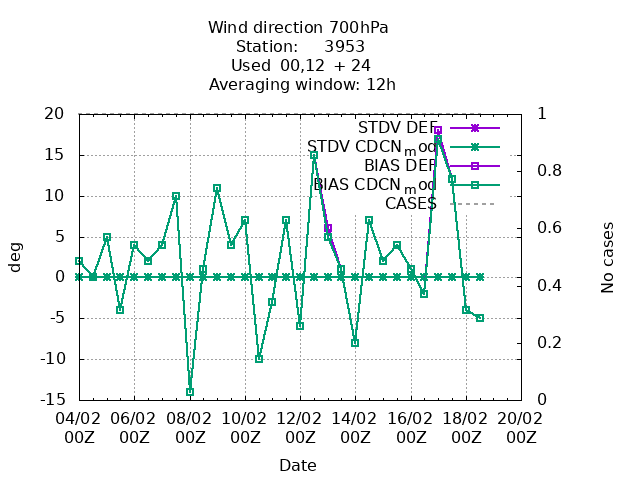 Wind direction 700hPa
Station: 3953
Used 00,12 + 24
Averaging window: 12h
20
15
10
5
0
-5
-10
-15
deg
1
0.8
0.6
0.4
0.2
0
No cases
STDV DEF
STDV CDCN_mod
BIAS DEF
BIAS CDCN_mod
CASES
04/02 06/02 08/02 10/02 12/02 14/02 16/02 18/02 20/02
00Z 00Z 00Z 00Z 00Z 00Z 00Z 00Z 00Z
Date